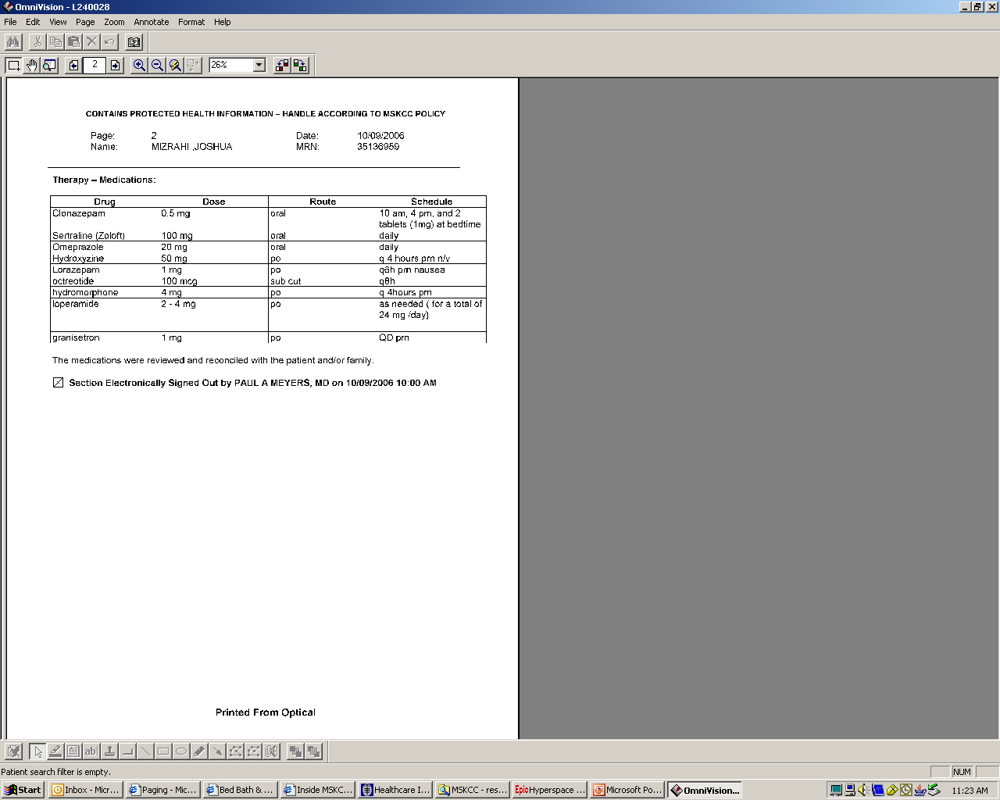 OmniVision - L240028
File Edit View Page Zoom Annotate Format Help
2 26%
CONTAINS PROTECTED HEALTH INFORMATION – HANDLE ACCORDING TO MSKCC POLICY
Page: 2 Date: 10/09/2006
Name: MIZRAHI ,JOSHUA MRN: 35136959
Therapy – Medications:
Drug Dose Route Schedule
Clonazepam 0.5 mg oral 10 am, 4 pm, and 2
tablets (1mg) at bedtime
Sertraline (Zoloft) 100 mg oral daily
Omeprazole 20 mg oral daily
Hydroxyzine 50 mg po q 4 hours prn n/v
Lorazepam 1 mg po q6h prn nausea
octreotide 100 mcg sub cut q8h
hydromorphone 4 mg po q 4hours prn
loperamide 2 - 4 mg po as needed ( for a total of
24 mg /day)
granisetron 1 mg po QD prn
The medications were reviewed and reconciled with the patient and/or family.
Section Electronically Signed Out by PAUL A MEYERS, MD on 10/09/2006 10:00 AM
Printed From Optical
ab|
Patient search filter is empty. NUM
Start Inbox - Micr... Paging - Mic... Bed Bath & ... Inside MSKC... Healthcare I... MSKCC - res... Epic Hyperspace ... Microsoft Po... OmniVision... 11:23 AM